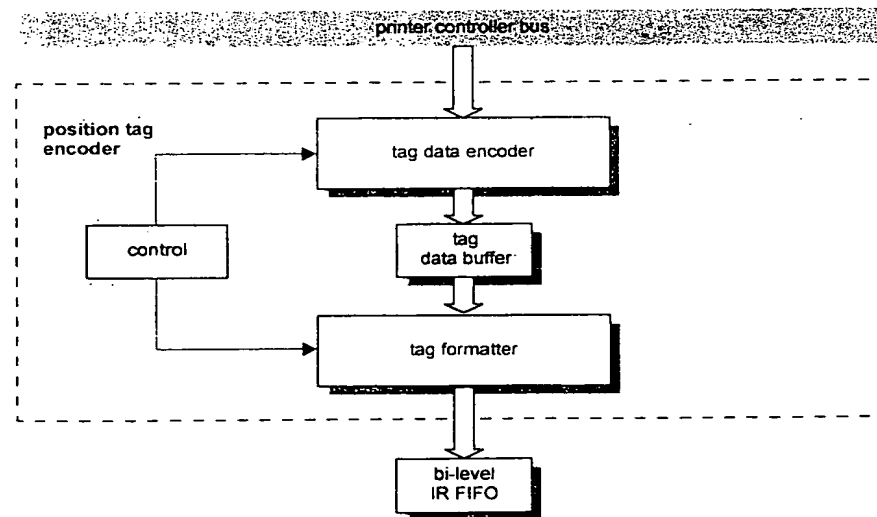 printer controller bus
position tag
encoder
tag data encoder
control
tag
data buffer
tag formatter
bi-level
IR FIFO